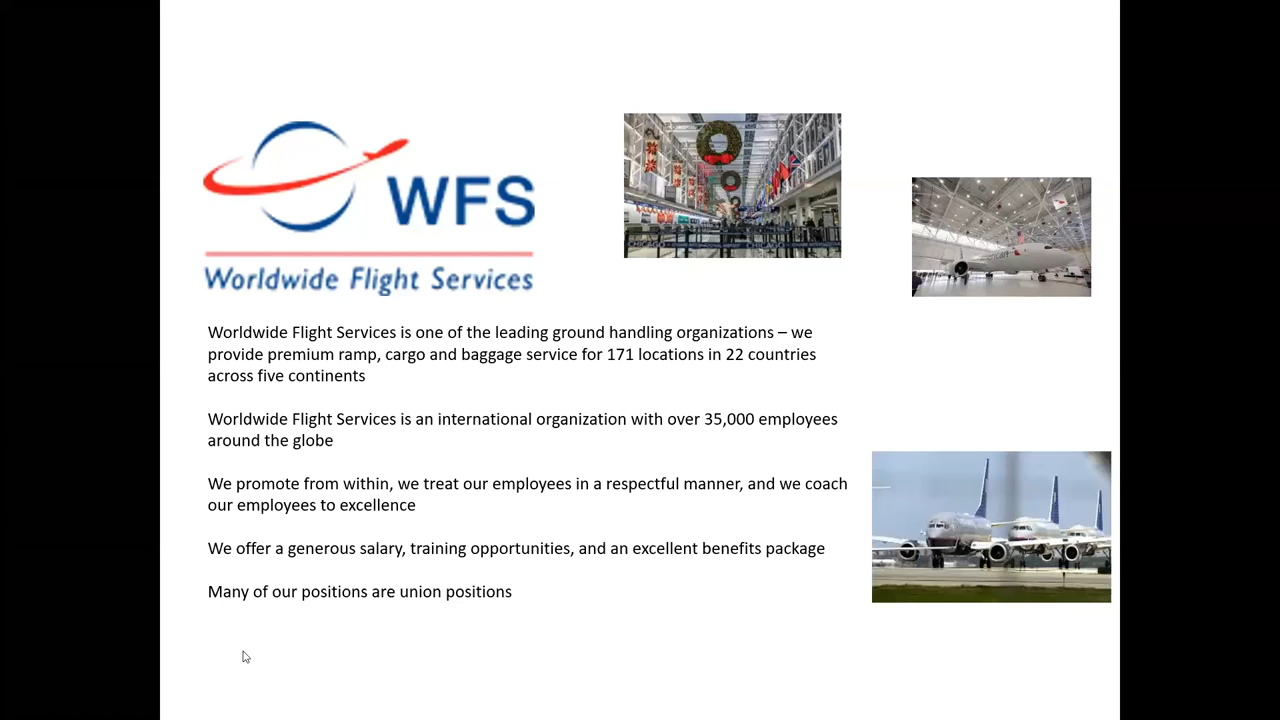 WFS
Worldwide Flight Services
Worldwide Flight Services is one of the leading ground handling organizations – we
provide premium ramp, cargo and baggage service for 171 locations in 22 countries
across five continents
Worldwide Flight Services is an international organization with over 35,000 employees
around the globe
We promote from within, we treat our employees in a respectful manner, and we coach
our employees to excellence
We offer a generous salary, training opportunities, and an excellent benefits package
Many of our positions are union positions